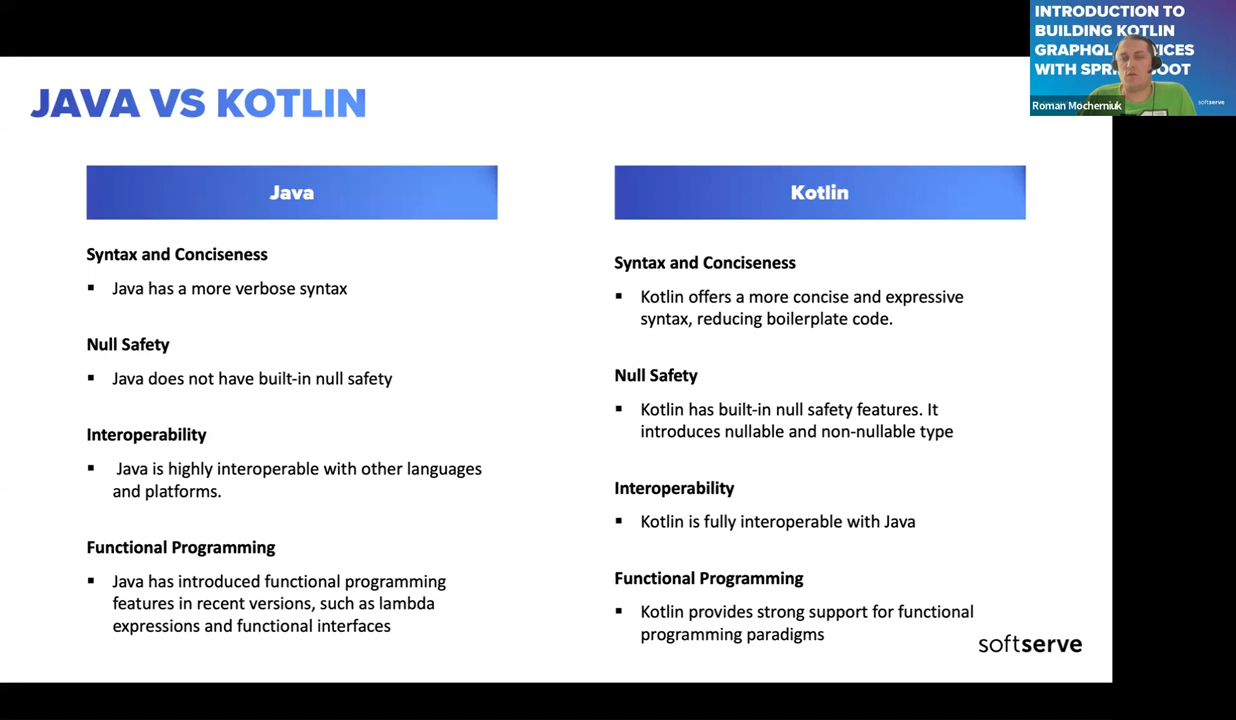 INTRODUCTION TO
BUILDING KOTLIN
GRAPHQL
WITH SPR OOT
Roman Mocherniuk
softserve
JAVA VS KOTLIN
Java
Syntax and Conciseness
▪ Java has a more verbose syntax
Null Safety
▪ Java does not have built-in null safety
Interoperability
▪ Java is highly interoperable with other languages
and platforms.
Functional Programming
▪ Java has introduced functional programming
features in recent versions, such as lambda
expressions and functional interfaces
Kotlin
Syntax and Conciseness
▪ Kotlin offers a more concise and expressive
syntax, reducing boilerplate code.
Null Safety
▪ Kotlin has built-in null safety features. It
introduces nullable and non-nullable type
Interoperability
▪ Kotlin is fully interoperable with Java
Functional Programming
▪ Kotlin provides strong support for functional
programming paradigms
softserve